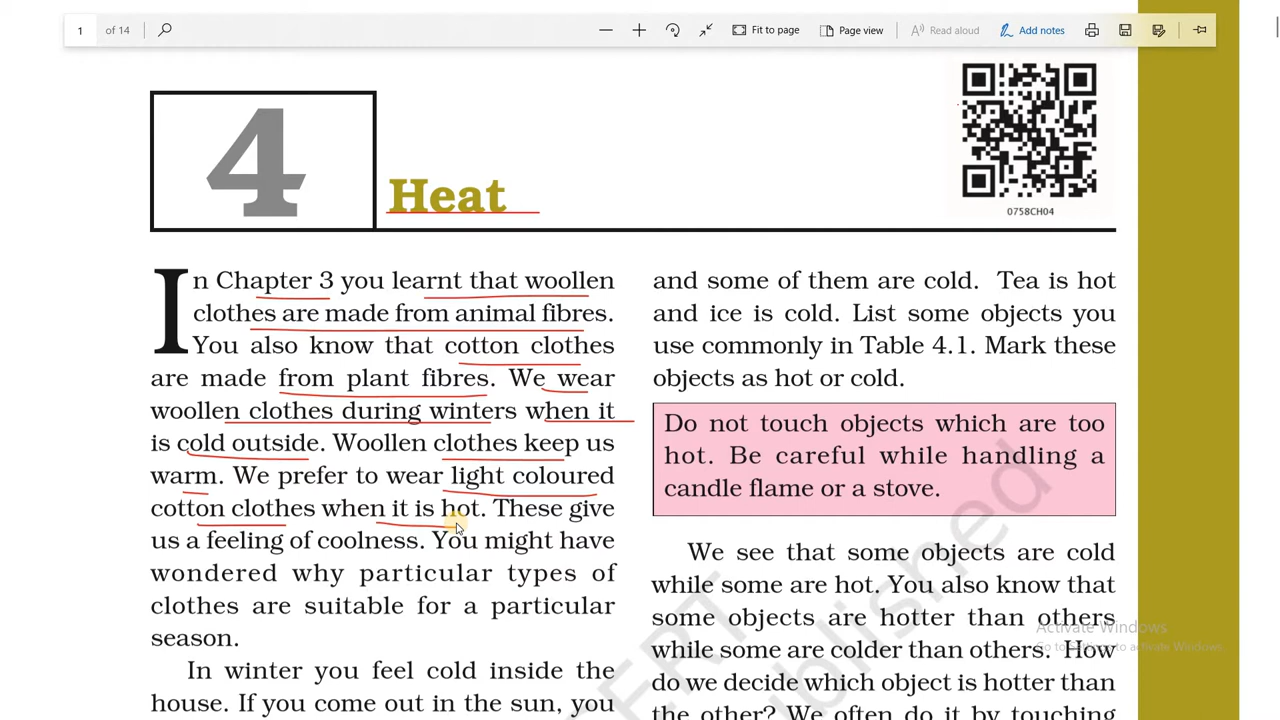 1 of 14 Fit to page Page view Read aloud Add notes
0758CH04
4
Heat
In Chapter 3 you learnt that woollen
clothes are made from animal fibres.
You also know that cotton clothes
are made from plant fibres. We wear
woollen clothes during winters when it
is cold outside. Woollen clothes keep us
warm. We prefer to wear light coloured
cotton clothes when it is hot. These give
us a feeling of coolness. You might have
wondered why particular types of
clothes are suitable for a particular
season.
In winter you feel cold inside the
house. If you come out in the sun, you
and some of them are cold. Tea is hot
and ice is cold. List some objects you
use commonly in Table 4.1. Mark these
objects as hot or cold.
Do not touch objects which are too
hot. Be careful while handling a
candle flame or a stove.
We see that some objects are cold
while some are hot. You also know that
some objects are hotter than others
while some are colder than others. How
do we decide which object is hotter than
the other? We often do it by touching
Activate Windows
Go to Settings to activate Windows.